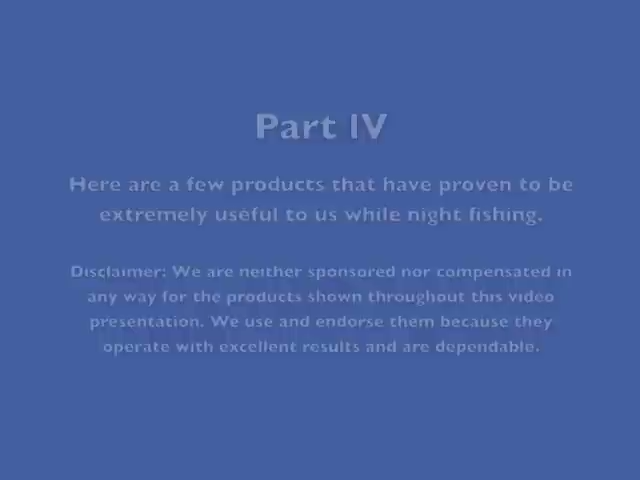 Part IV
Here are a few products that have proven to be
extremely useful to us while night fishing.
Disclaimer: We are neither sponsored nor compensated in
any way for the products shown throughout this video
presentation. We use and endorse them because they
operate with excellent results and are dependable.